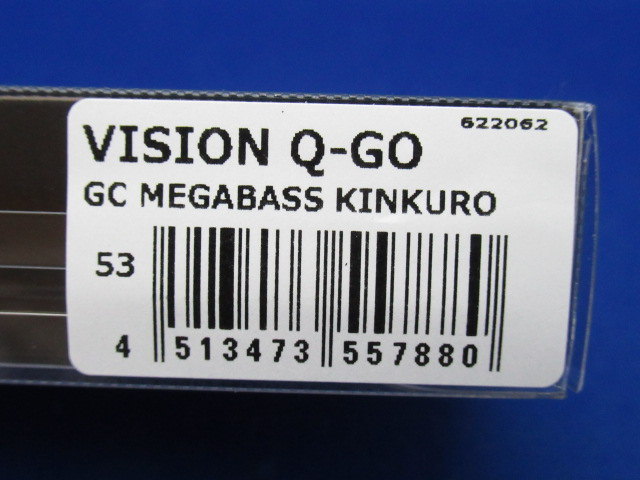 622062
VISION Q-GO
GC MEGABASS KINKURO
53
4 513473 557880